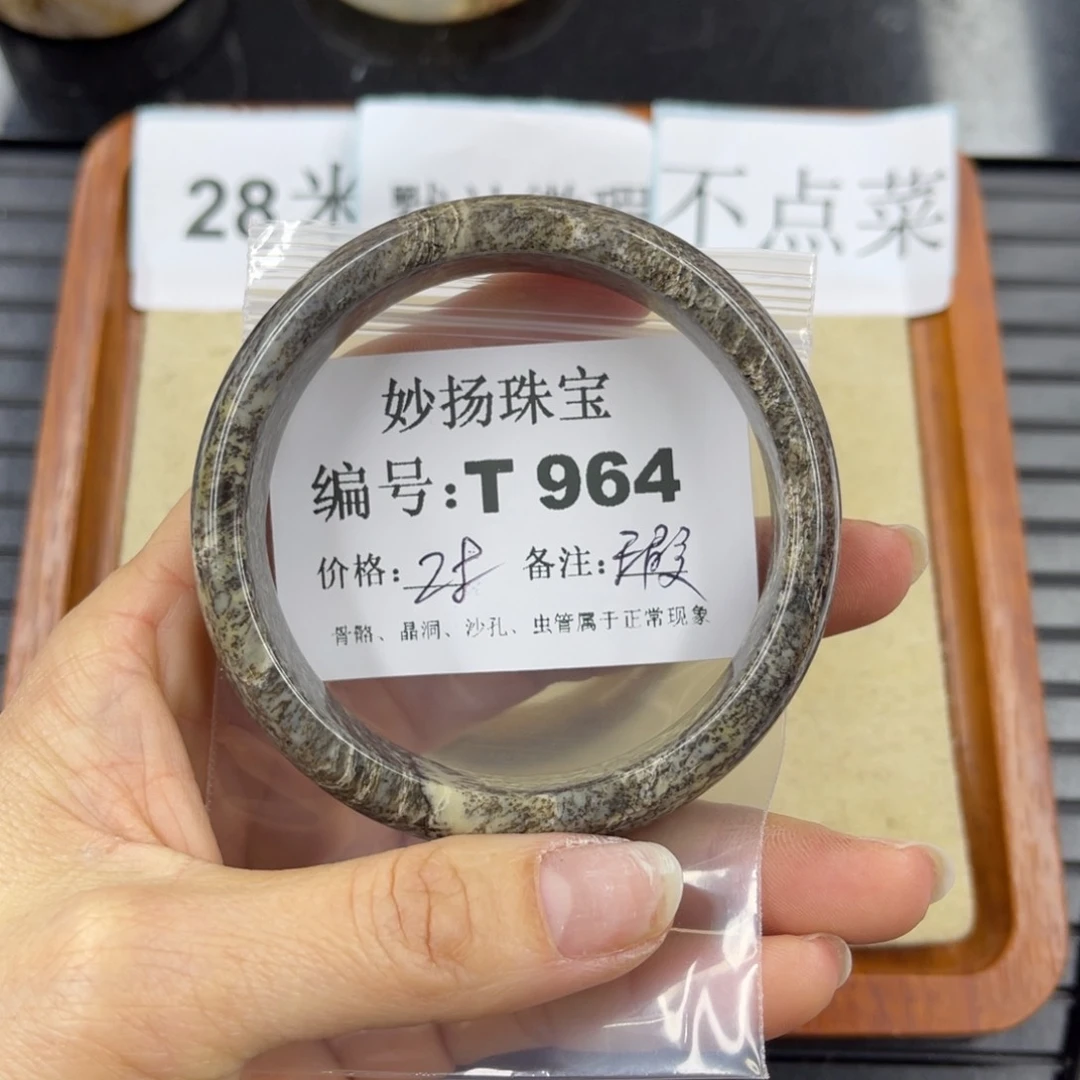 28米
不点菜
妙扬珠宝
编号:T 964
价格:28 备注:瑕
骨骼、晶洞、沙孔、虫管属于正常现象